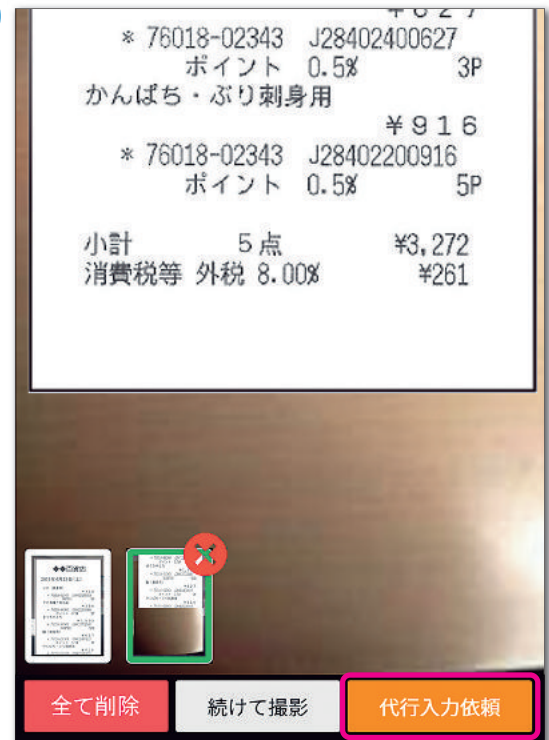 * 76018-02343 J28402400627
ポイント 0.5% 3P
かんぱち・ぶり刺身用
¥916
* 76018-02343 J28402200916
ポイント 0.5% 5P
小計 5点 ¥3,272
消費税等 外税 8.00% ¥261
全て削除 続けて撮影 代行入力依頼